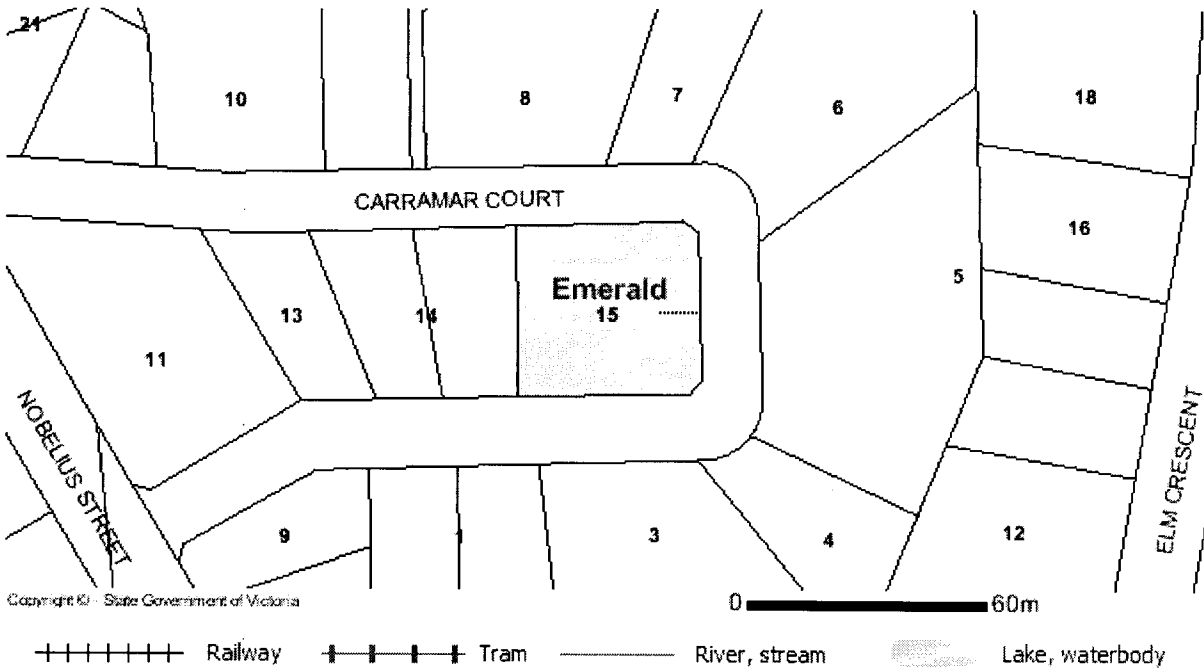 21
10
8
7
6
18
CARRAMAR COURT
16
Emerald
5
13
14
15
11
NOBELIUS STREET
ELM CRESCENT
9
1
3
4
12
Copyright © - State Government of Victoria
0 60m
Railway Tram River, stream Lake, waterbody